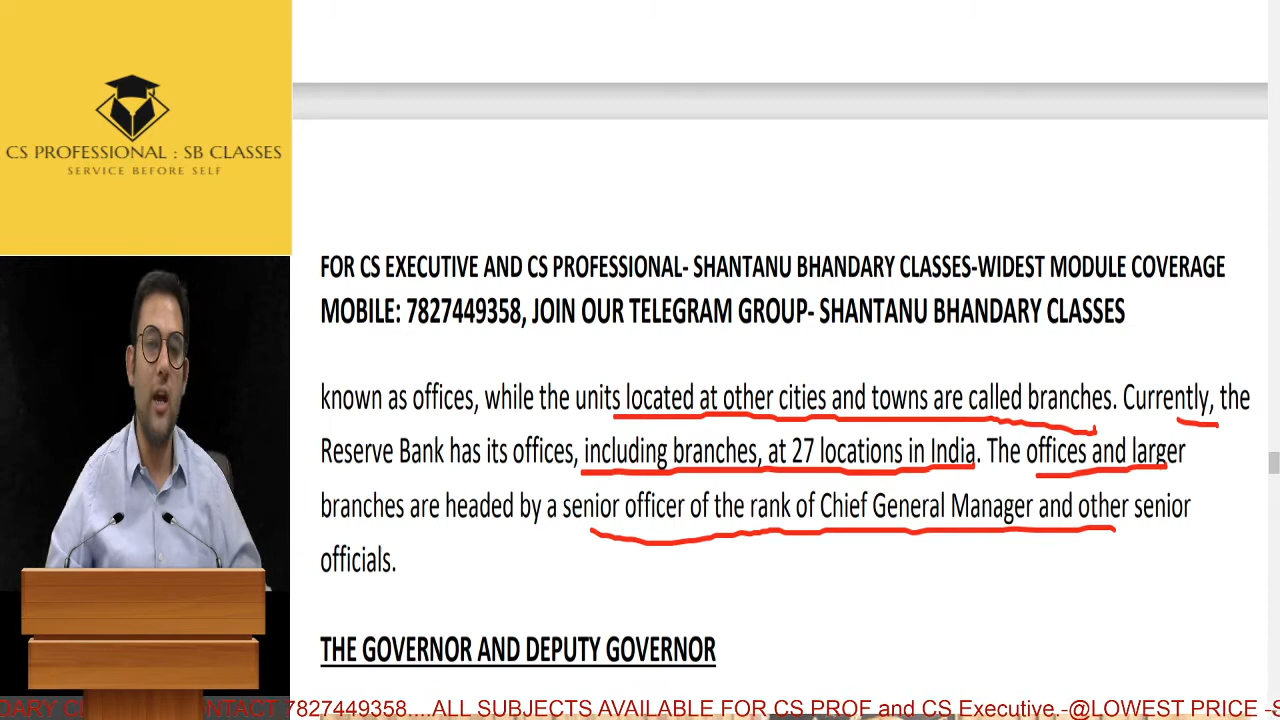 CS PROFESSIONAL : SB CLASSES
SERVICE BEFORE SELF
FOR CS EXECUTIVE AND CS PROFESSIONAL- SHANTANU BHANDARY CLASSES-WIDEST MODULE COVERAGE
MOBILE: 7827449358, JOIN OUR TELEGRAM GROUP- SHANTANU BHANDARY CLASSES
known as offices, while the units located at other cities and towns are called branches. Currently, the
Reserve Bank has its offices, including branches, at 27 locations in India. The offices and larger
branches are headed by a senior officer of the rank of Chief General Manager and other senior
officials.
THE GOVERNOR AND DEPUTY GOVERNOR
7827449358....ALL SUBJECTS AVAILABLE FOR CS PROF and CS Executive.-@LOWEST PRICE